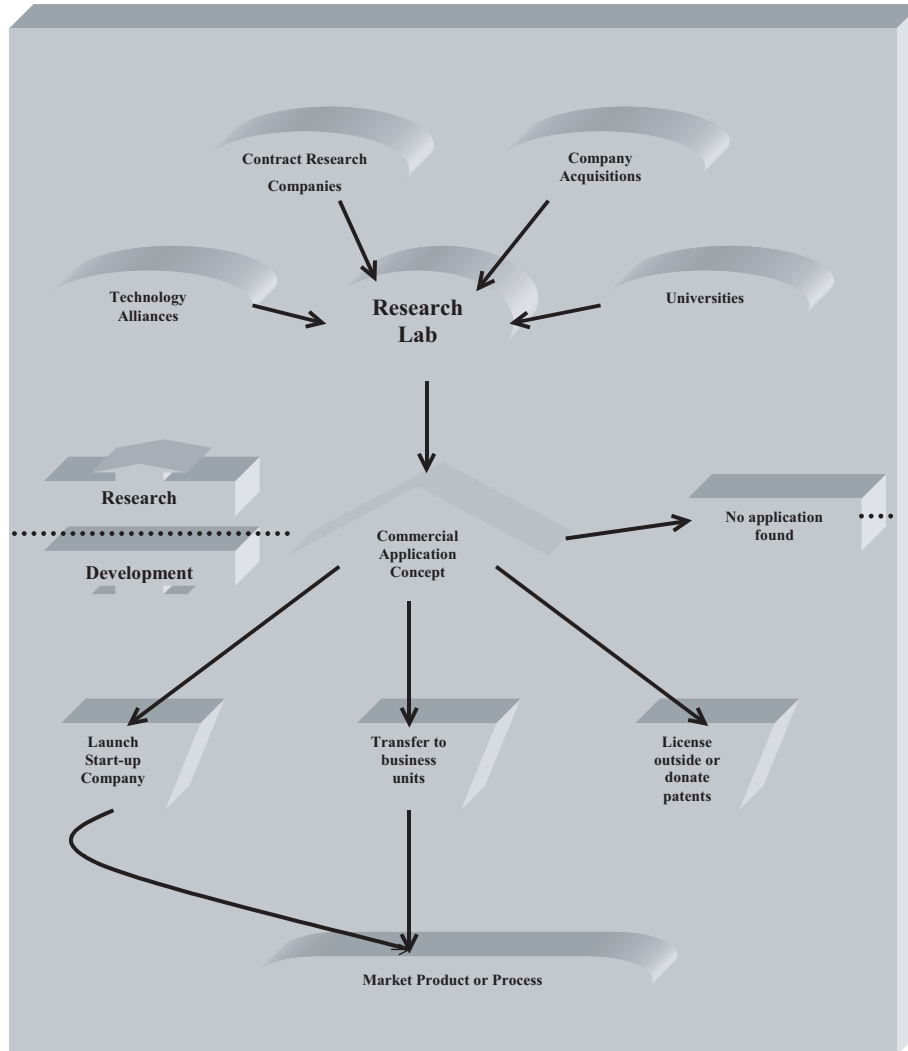 Contract Research
Companies
Company
Acquisitions
Technology
Alliances
Research
Lab
Universities
Research
Development
Commercial
Application
Concept
No application
found
Launch
Start-up
Company
Transfer to
business
units
License
outside or
donate
patents
Market Product or Process